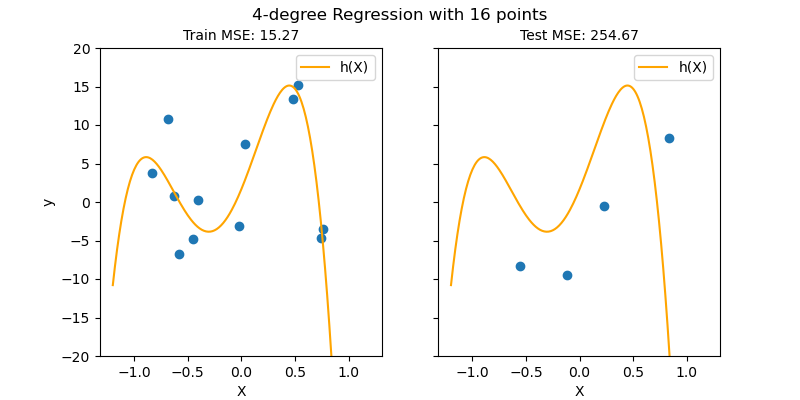 4-degree Regression with 16 points
Train MSE: 15.27
Test MSE: 254.67
h(X)
h(X)
20
15
10
5
0
−5
−10
−15
−20
y
−1.0 −0.5 0.0 0.5 1.0
−1.0 −0.5 0.0 0.5 1.0
X
X